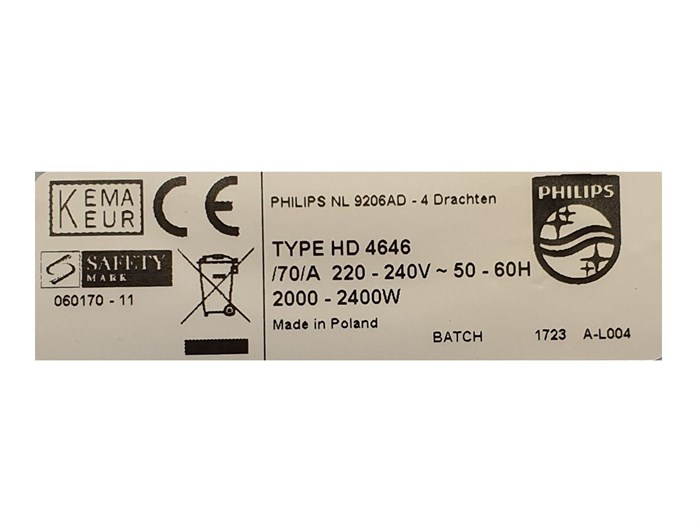 KEMA
KEUR
CE
SAFETY
MARK
060170 - 11
PHILIPS NL 9206AD - 4 Drachten
TYPE HD 4646
/70/A 220 - 240V ~ 50 - 60H
2000 - 2400W
Made in Poland
BATCH 1723 A-L004
PHILIPS